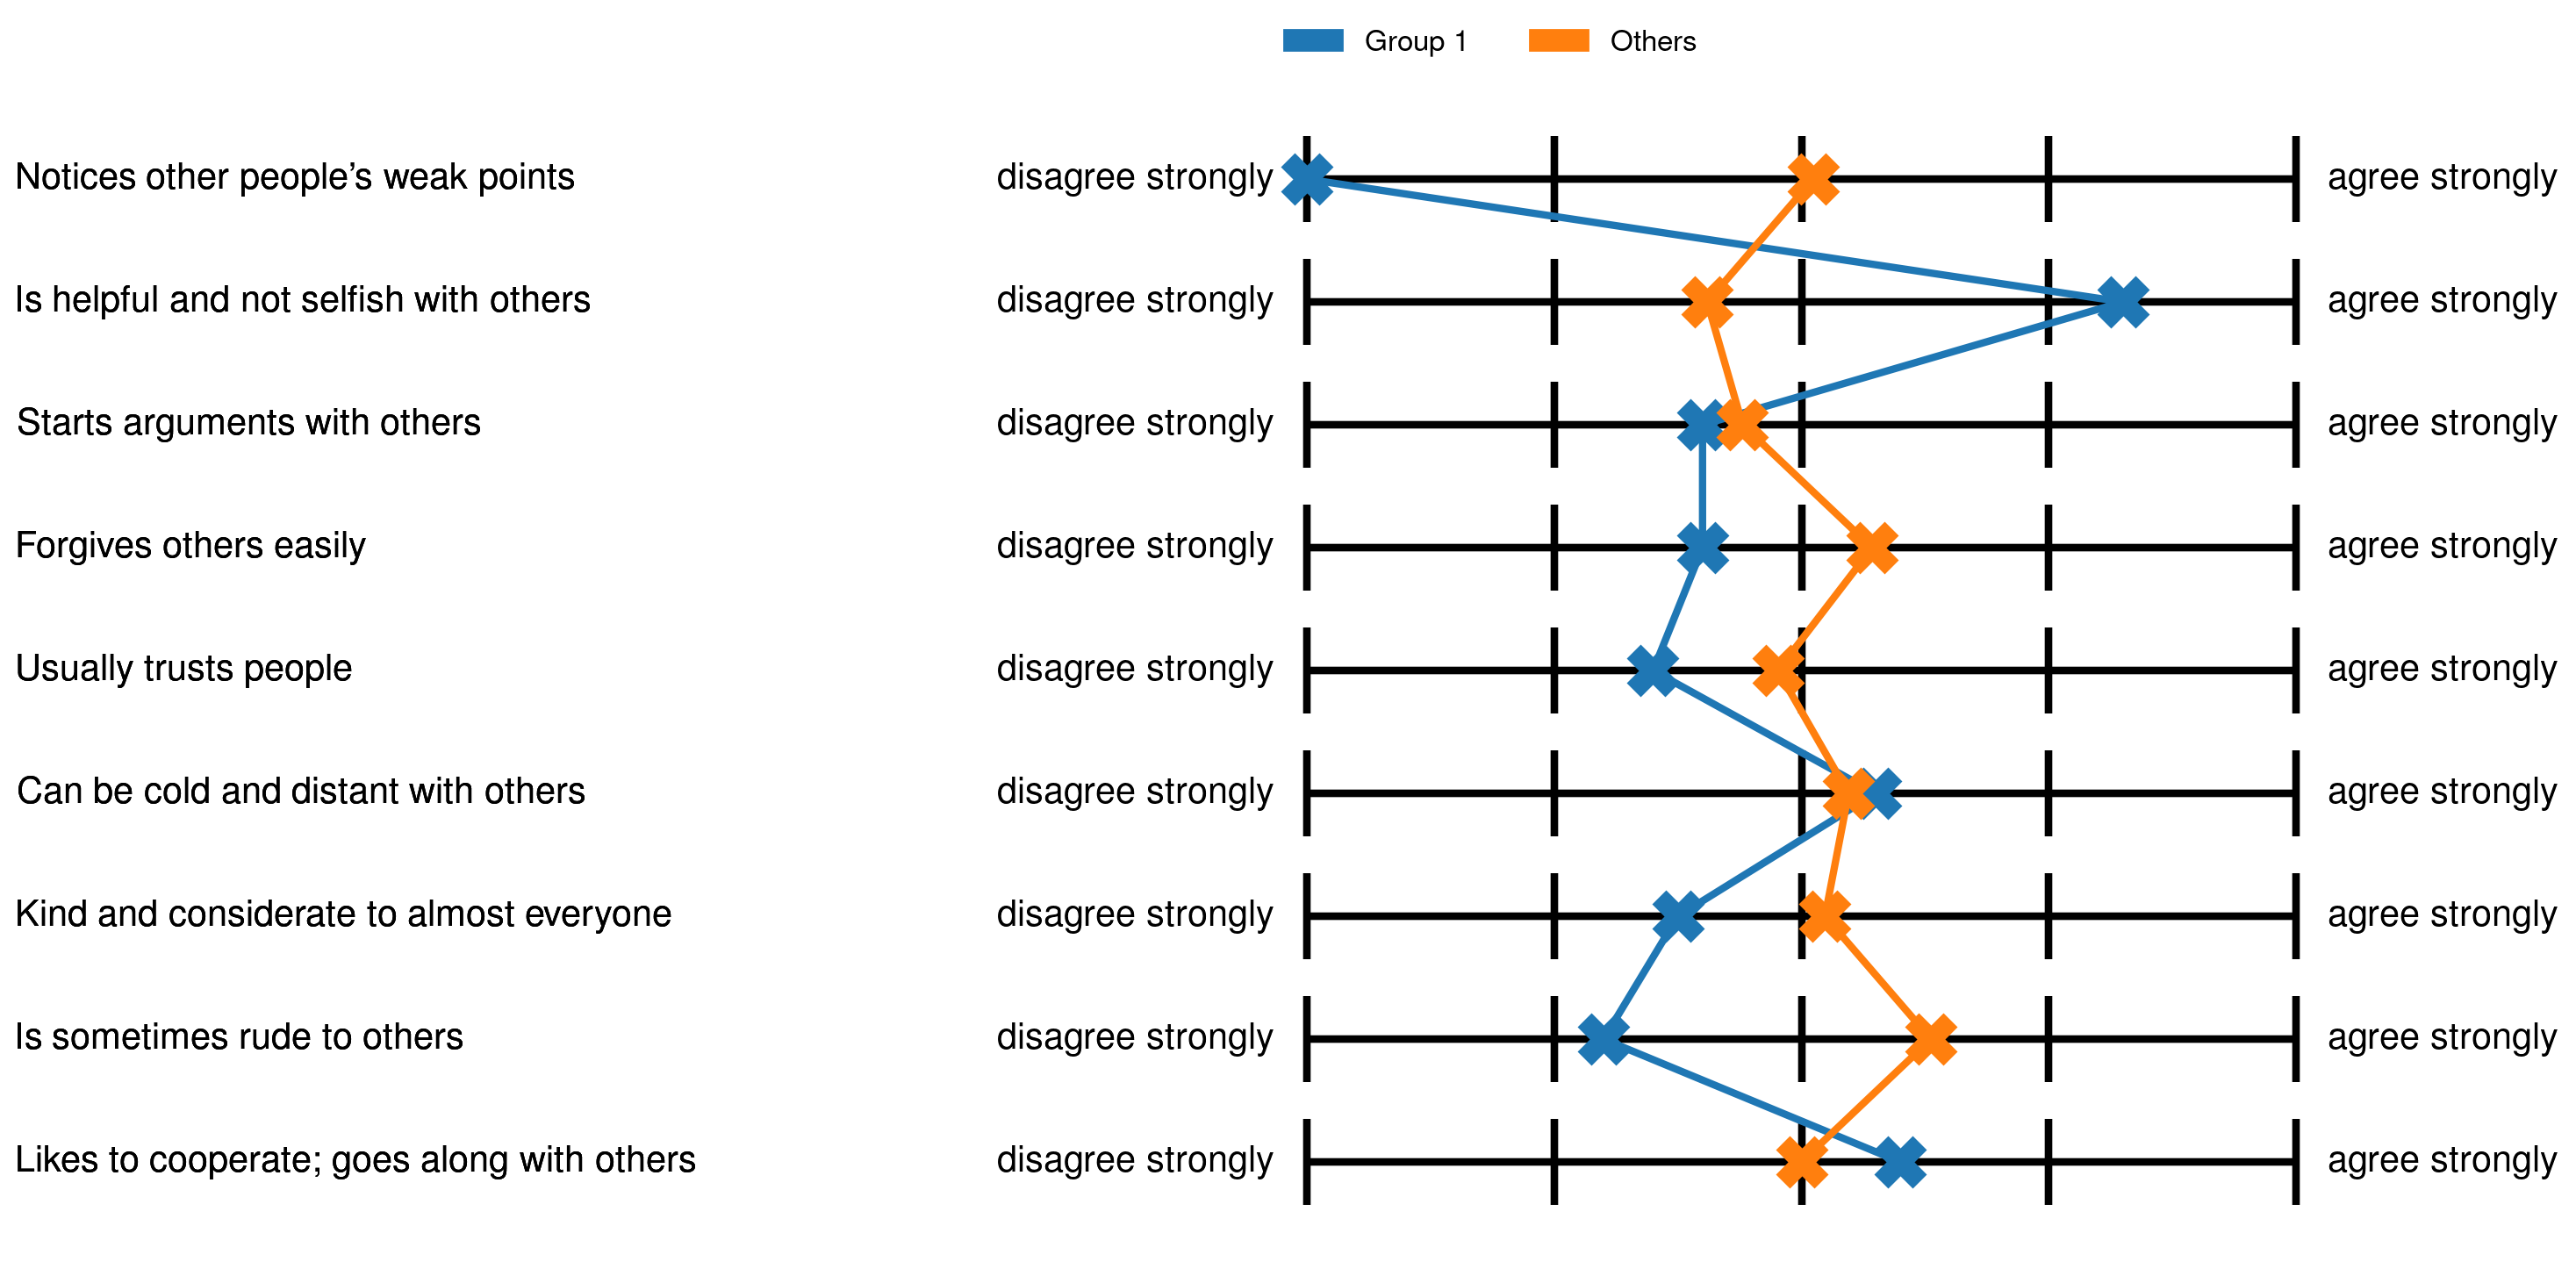 Group 1 Others
Notices other people’s weak points disagree strongly agree strongly
Is helpful and not selfish with others disagree strongly agree strongly
Starts arguments with others disagree strongly agree strongly
Forgives others easily disagree strongly agree strongly
Usually trusts people disagree strongly agree strongly
Can be cold and distant with others disagree strongly agree strongly
Kind and considerate to almost everyone disagree strongly agree strongly
Is sometimes rude to others disagree strongly agree strongly
Likes to cooperate; goes along with others disagree strongly agree strongly